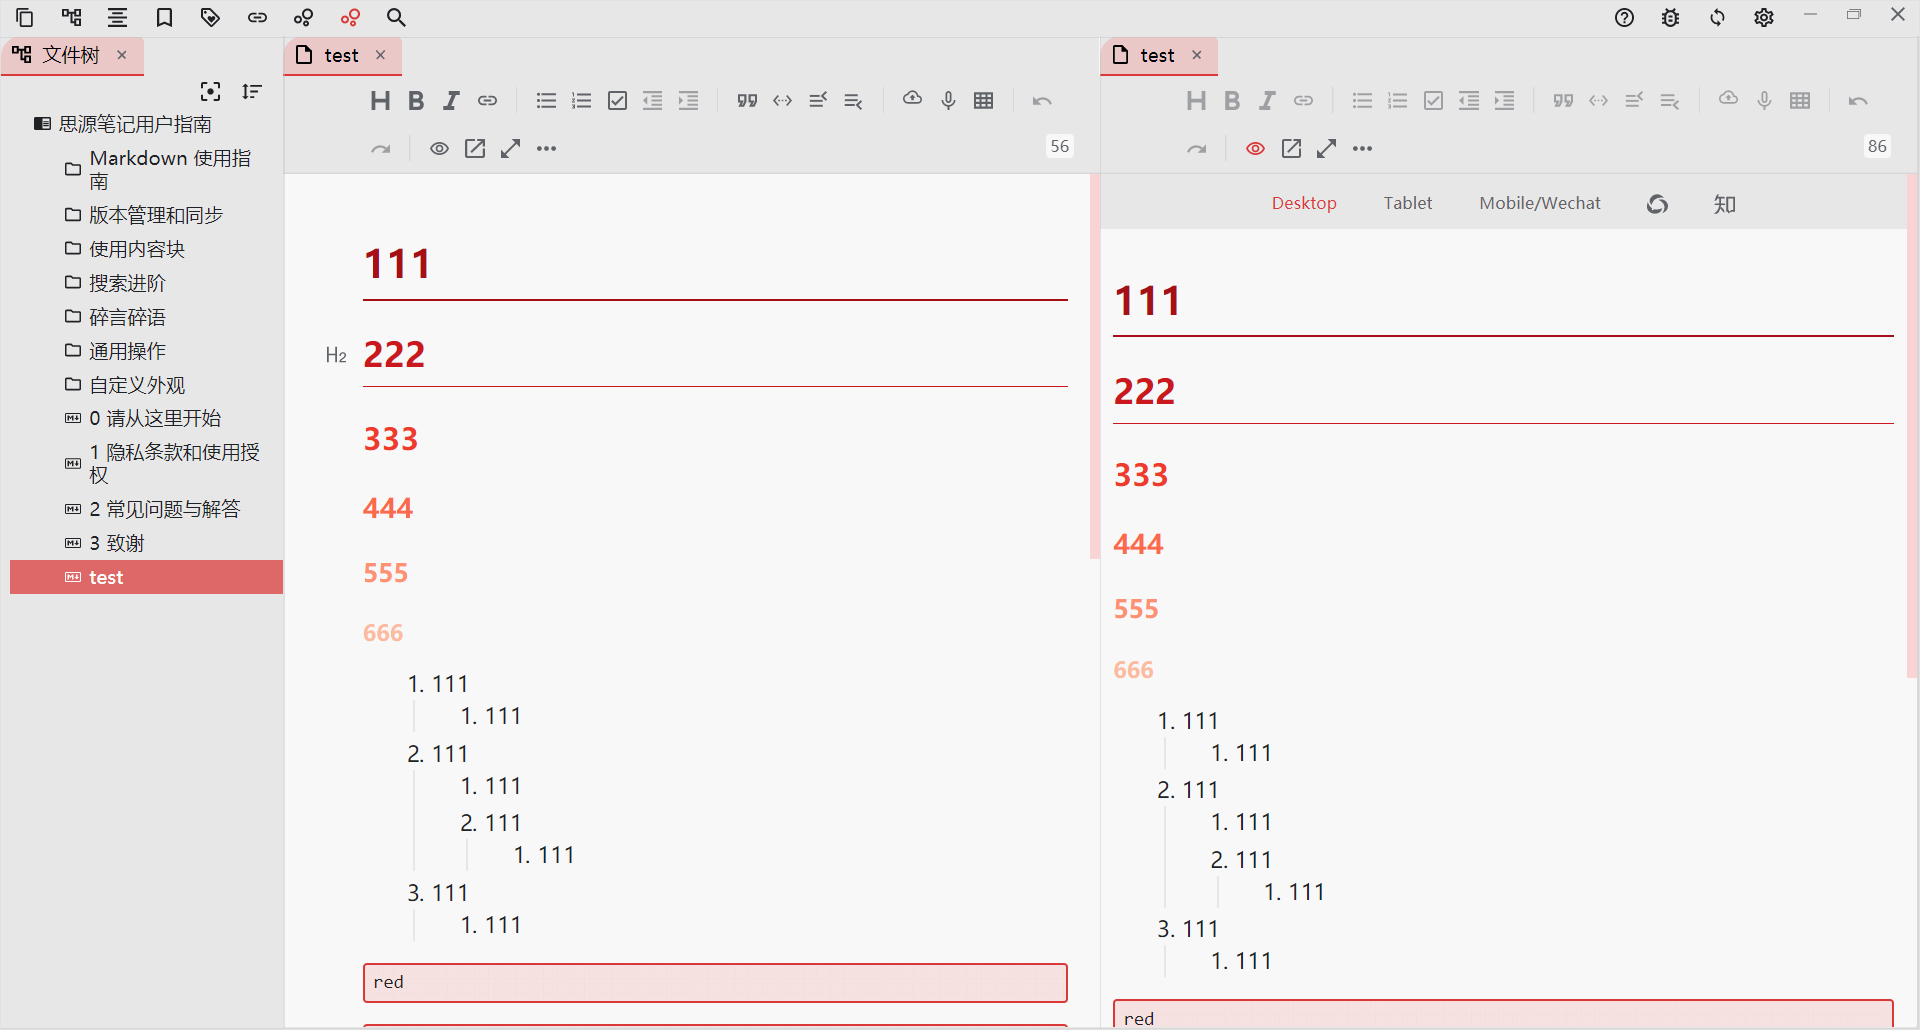 文件树
思源笔记用户指南
Markdown 使用指
南
版本管理和同步
使用内容块
搜索进阶
碎言碎语
通用操作
自定义外观
0 请从这里开始
1 隐私条款和使用授
权
2 常见问题与解答
3 致谢
test
test
H B I
56
111
H2 222
333
444
555
666
1. 111
1. 111
2. 111
1. 111
2. 111
1. 111
3. 111
1. 111
red
test
H B I
86
Desktop Tablet Mobile/Wechat 知
111
222
333
444
555
666
1. 111
1. 111
2. 111
1. 111
2. 111
1. 111
3. 111
1. 111
red